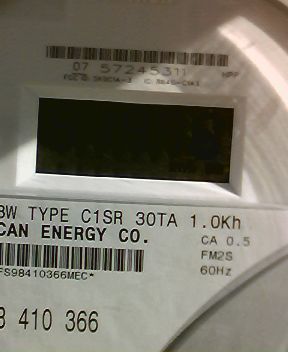 07 57245311
3W TYPE C1SR 30TA 1.0Kh
CAN ENERGY CO.
CA 0.5
FM2S
60Hz
FS98410366MEC*
8 410 366